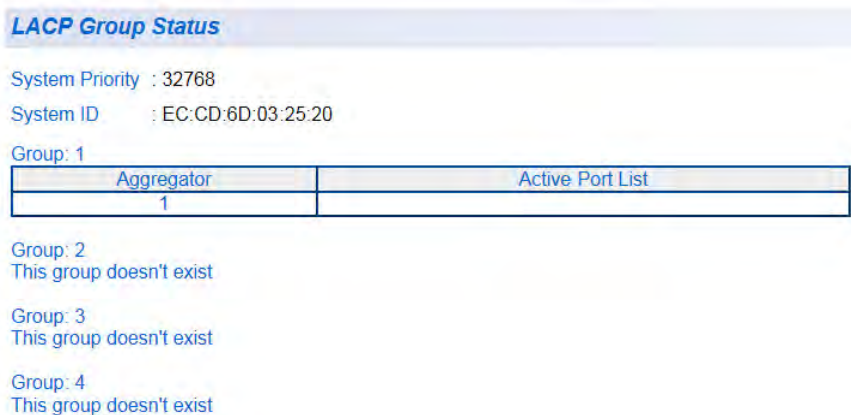 LACP Group Status
System Priority : 32768
System ID : EC:CD:6D:03:25:20
Group: 1
Aggregator Active Port List
1
Group: 2
This group doesn't exist
Group: 3
This group doesn't exist
Group: 4
This group doesn't exist